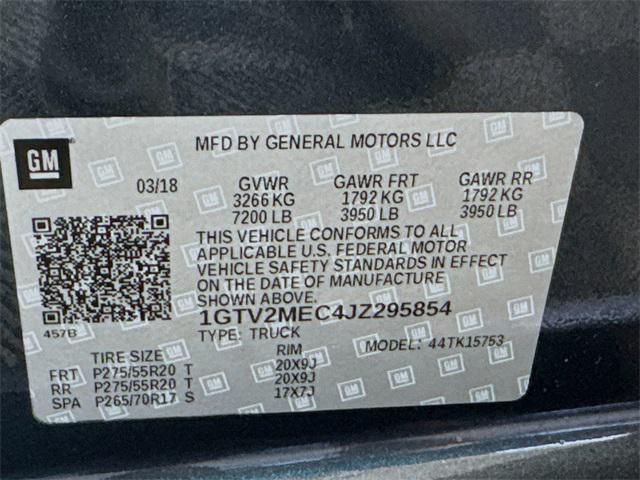 GM
MFD BY GENERAL MOTORS LLC
03/18 GVWR GAWR FRT GAWR RR
3266 KG 1792 KG 1792 KG
7200 LB 3950 LB 3950 LB
THIS VEHICLE CONFORMS TO ALL
APPLICABLE U.S. FEDERAL MOTOR
VEHICLE SAFETY STANDARDS IN EFFECT
ON THE DATE OF MANUFACTURE
SHOWN ABOVE.
1GTV2MEC4JZ295854
457B TYPE: TRUCK MODEL: 44TK15753
TIRE SIZE RIM
FRT P275/55R20 T 20X9J
RR P275/55R20 T 20X9J
SPA P265/70R17 S 17X7J